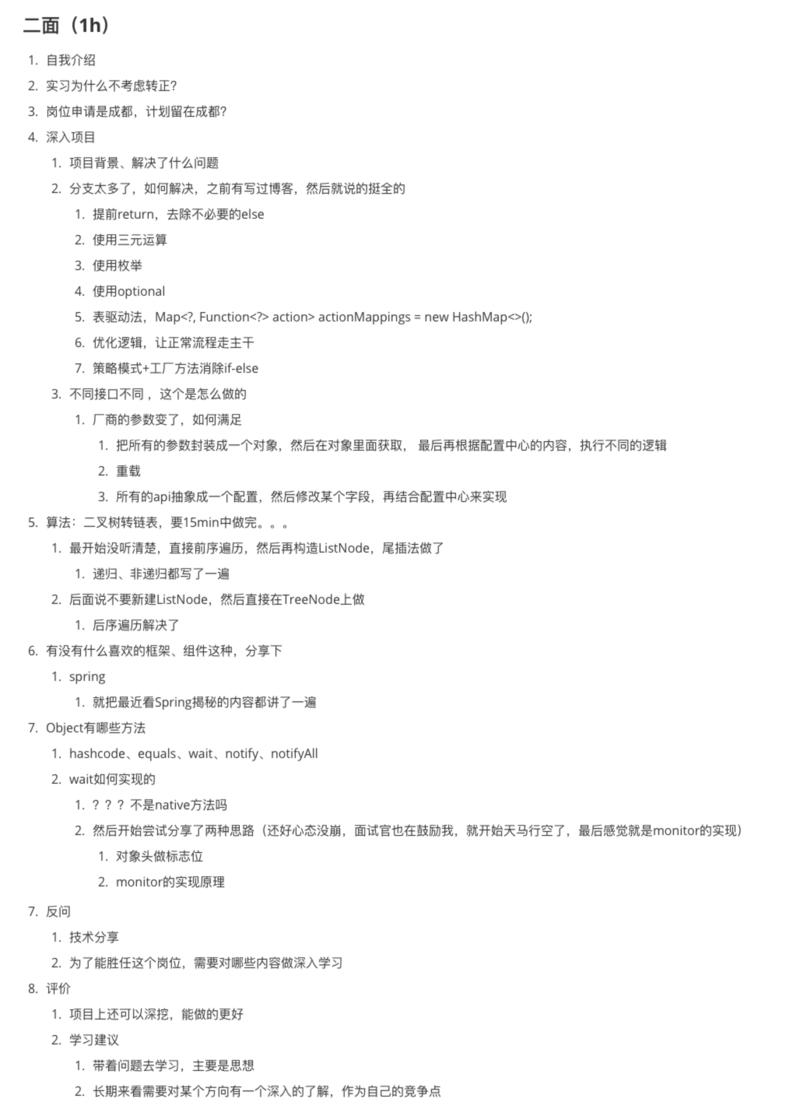 二面（1h）
1. 自我介绍
2. 实习为什么不考虑转正？
3. 岗位申请是成都，计划留在成都？
4. 深入项目
1. 项目背景、解决了什么问题
2. 分支太多了，如何解决，之前有写过博客，然后就说的挺全的
1. 提前return，去除不必要的else
2. 使用三元运算
3. 使用枚举
4. 使用optional
5. 表驱动法，Map<?, Function<?> action> actionMappings = new HashMap<>();
6. 优化逻辑，让正常流程走主干
7. 策略模式+工厂方法消除if-else
3. 不同接口不同 ，这个是怎么做的
1. 厂商的参数变了，如何满足
1. 把所有的参数封装成一个对象，然后在对象里面获取， 最后再根据配置中心的内容，执行不同的逻辑
2. 重载
3. 所有的api抽象成一个配置，然后修改某个字段，再结合配置中心来实现
5. 算法：二叉树转链表，要15min中做完。。。
1. 最开始没听清楚，直接前序遍历，然后再构造ListNode，尾插法做了
1. 递归、非递归都写了一遍
2. 后面说不要新建ListNode，然后直接在TreeNode上做
1. 后序遍历解决了
6. 有没有什么喜欢的框架、组件这种，分享下
1. spring
1. 就把最近看Spring揭秘的内容都讲了一遍
7. Object有哪些方法
1. hashcode、equals、wait、notify、notifyAll
2. wait如何实现的
1. ？？？不是native方法吗
2. 然后开始尝试分享了两种思路（还好心态没崩，面试官也在鼓励我，就开始天马行空了，最后感觉就是monitor的实现）
1. 对象头做标志位
2. monitor的实现原理
7. 反问
1. 技术分享
2. 为了能胜任这个岗位，需要对哪些内容做深入学习
8. 评价
1. 项目上还可以深挖，能做的更好
2. 学习建议
1. 带着问题去学习，主要是思想
2. 长期来看需要对某个方向有一个深入的了解，作为自己的竞争点